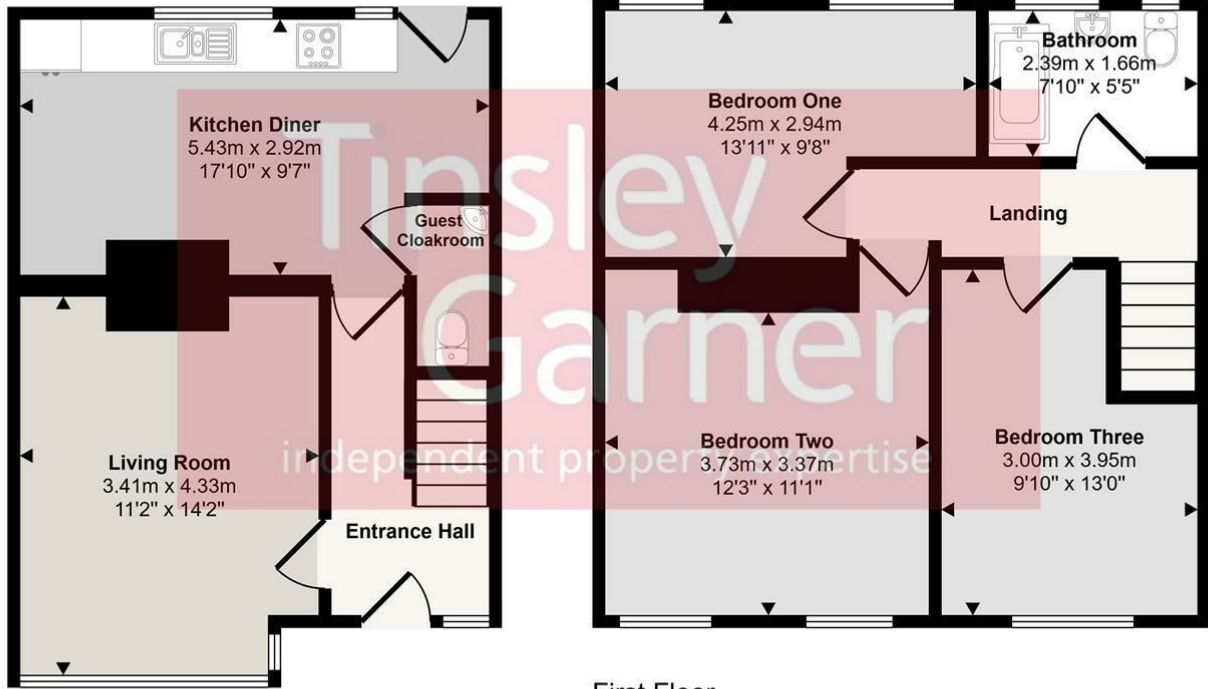 Kitchen Diner
5.43m x 2.92m
17'10" x 9'7"
Guest
Cloakroom
Living Room
3.41m x 4.33m
11'2" x 14'2"
Entrance Hall
Bedroom One
4.25m x 2.94m
13'11" x 9'8"
Bathroom
2.39m x 1.66m
7'10" x 5'5"
Landing
Bedroom Two
3.73m x 3.37m
12'3" x 11'1"
Bedroom Three
3.00m x 3.95m
9'10" x 13'0"
First Floor
Tinsley
Garner
independent property expertise